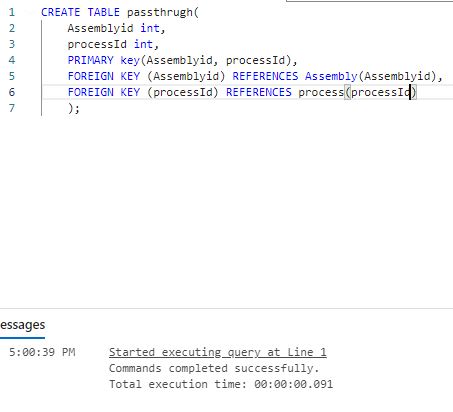 1 CREATE TABLE passthrugh(
2 Assemblyid int,
3 processId int,
4 PRIMARY key(Assemblyid, processId),
5 FOREIGN KEY (Assemblyid) REFERENCES Assembly(Assemblyid),
6 FOREIGN KEY (processId) REFERENCES process(processId)
7 );
essages
5:00:39 PM Started executing query at Line 1
Commands completed successfully.
Total execution time: 00:00:00.091